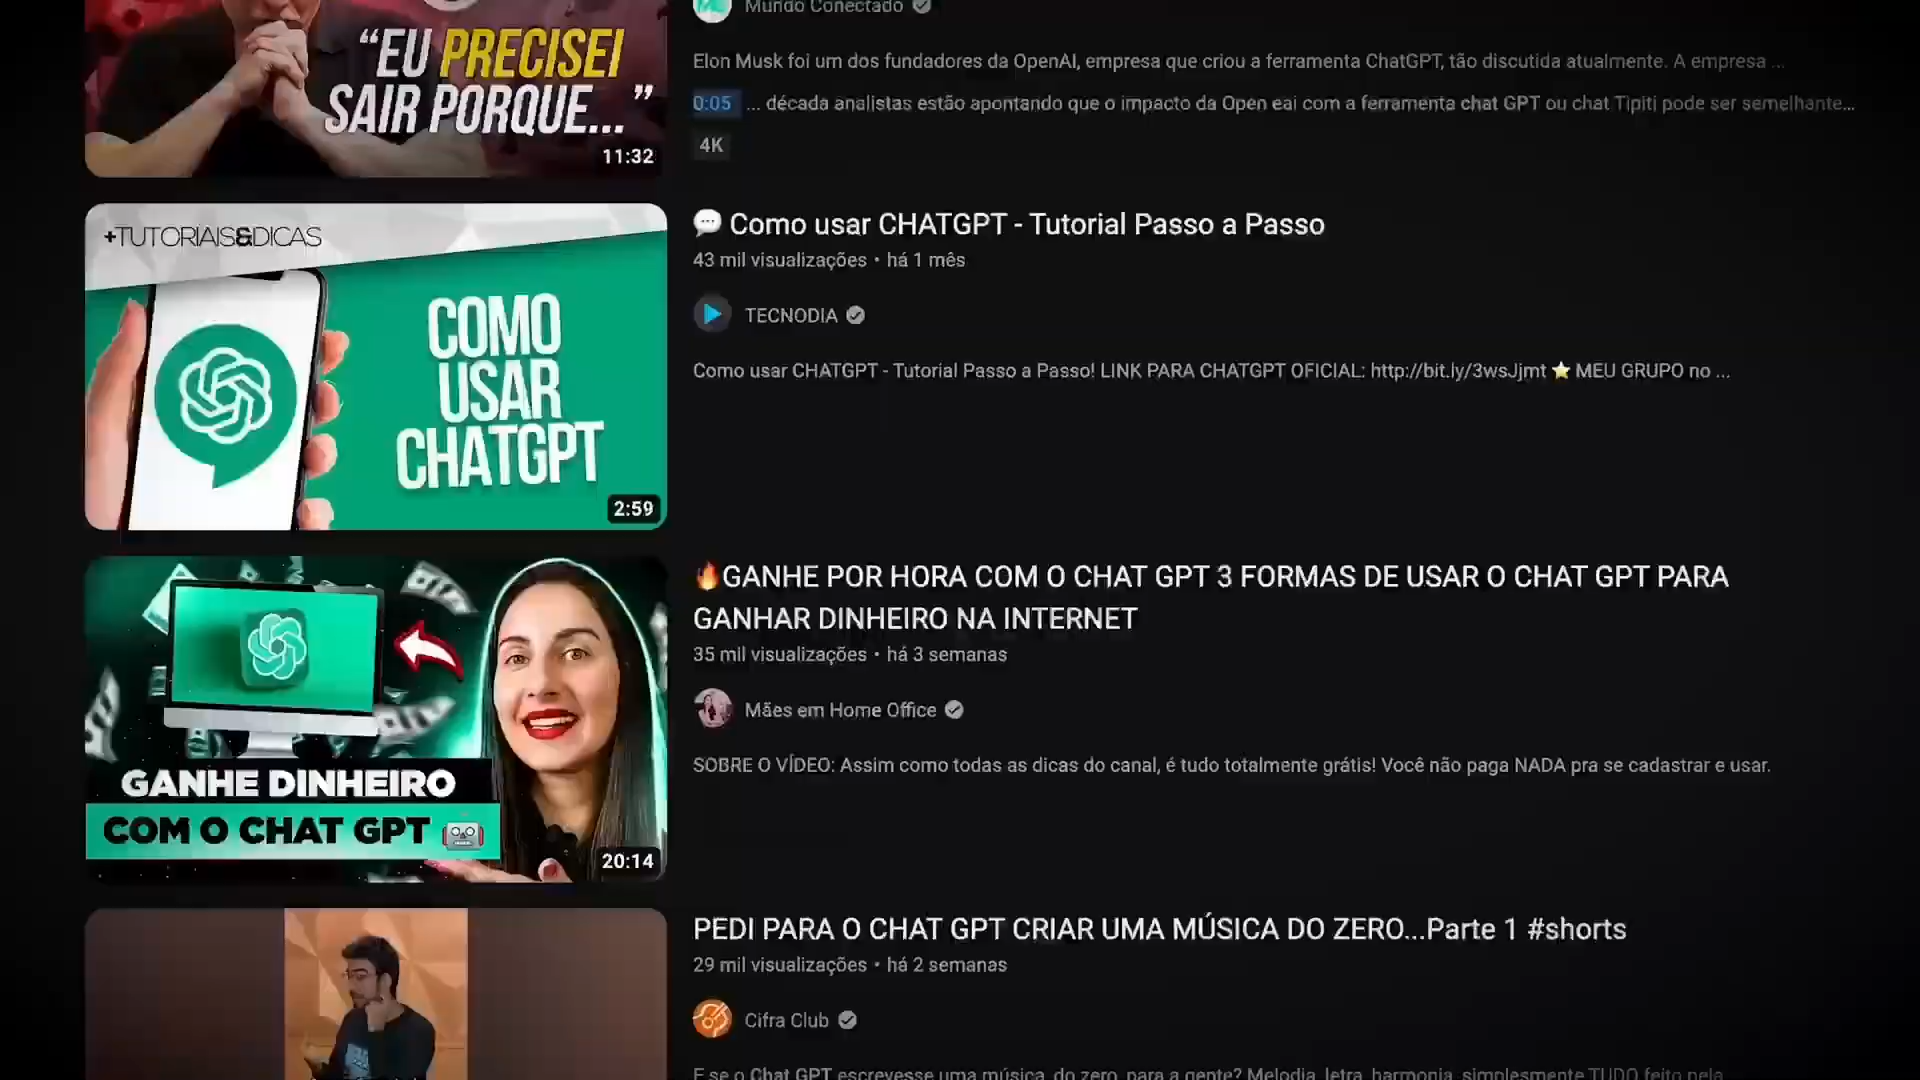 Mundo Conectado
“EU PRECISEI
SAIR PORQUE...”
11:32
Elon Musk foi um dos fundadores da OpenAI, empresa que criou a ferramenta ChatGPT, tão discutida atualmente. A empresa ...
0:05 ... década analistas estão apontando que o impacto da Open eai com a ferramenta chat GPT ou chat Tipiti pode ser semelhante...
4K
+TUTORIAIS&DICAS
COMO
USAR
CHATGPT
2:59
💬 Como usar CHATGPT - Tutorial Passo a Passo
43 mil visualizações • há 1 mês
TECNODIA
Como usar CHATGPT - Tutorial Passo a Passo! LINK PARA CHATGPT OFICIAL: http://bit.ly/3wsJjmt ⭐ MEU GRUPO no ...
GANHE DINHEIRO
COM O CHAT GPT 🤖
20:14
🔥GANHE POR HORA COM O CHAT GPT 3 FORMAS DE USAR O CHAT GPT PARA
GANHAR DINHEIRO NA INTERNET
35 mil visualizações • há 3 semanas
Mães em Home Office
SOBRE O VÍDEO: Assim como todas as dicas do canal, é tudo totalmente grátis! Você não paga NADA pra se cadastrar e usar.
PEDI PARA O CHAT GPT CRIAR UMA MÚSICA DO ZERO...Parte 1 #shorts
29 mil visualizações • há 2 semanas
Cifra Club
E se o Chat GPT escrevesse uma música, do zero, para a gente? Melodia, letra, harmonia, simplesmente TUDO feito pela